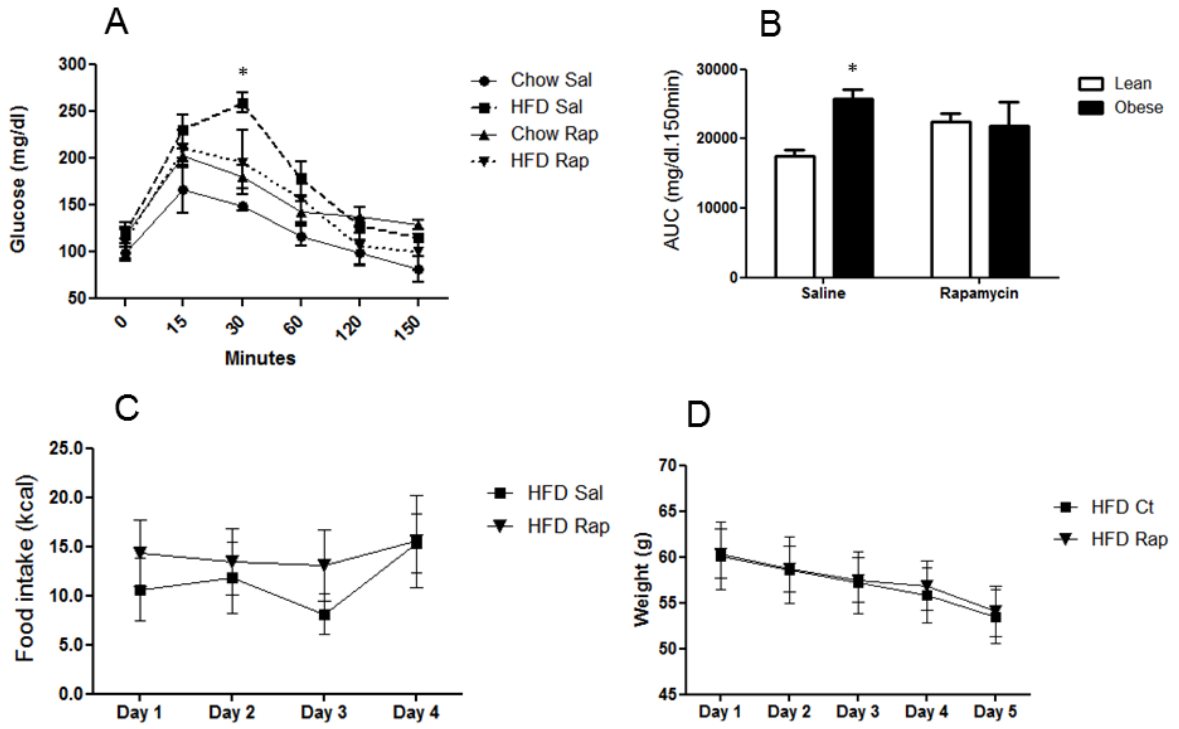 A
Glucose (mg/dl)
300
250
200
150
100
50
*
0
15
30
60
120
150
Minutes
Chow Sal
HFD Sal
Chow Rap
HFD Rap
B
AUC (mg/dl.150min)
30000
20000
10000
0
*
Saline
Rapamycin
Lean
Obese
C
Food intake (kcal)
25.0
20.0
15.0
10.0
5.0
0.0
Day 1
Day 2
Day 3
Day 4
HFD Sal
HFD Rap
D
Weight (g)
70
65
60
55
50
45
Day 1
Day 2
Day 3
Day 4
Day 5
HFD Ct
HFD Rap